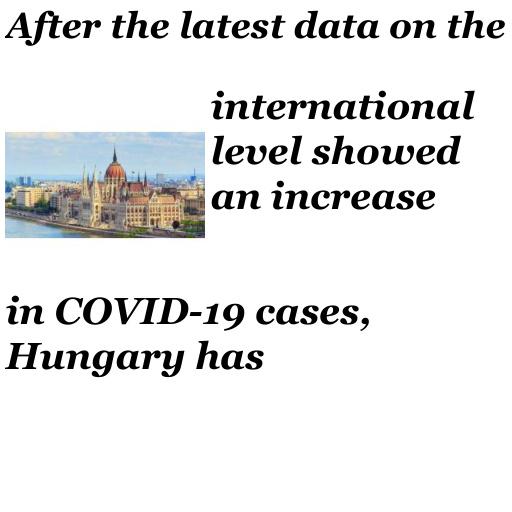 After the latest data on the
international
level showed
an increase
in COVID-19 cases,
Hungary has